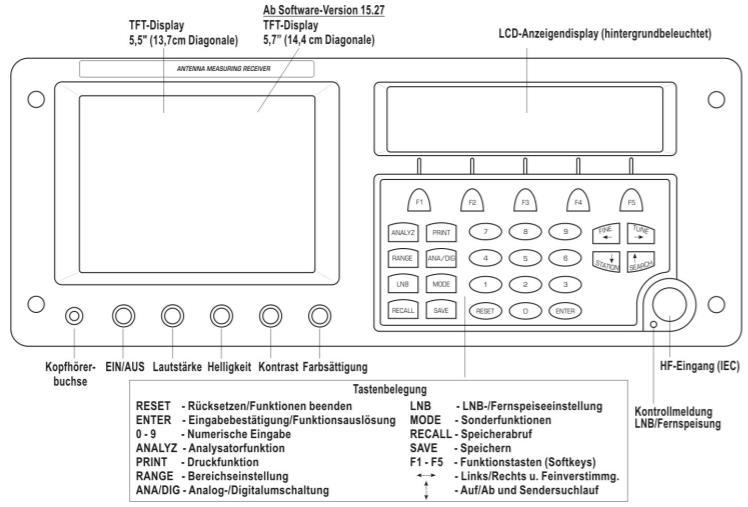 Ab Software-Version 15.27
TFT-Display
5,5" (13,7cm Diagonale)
TFT-Display
5,7” (14,4 cm Diagonale)
LCD-Anzeigendisplay (hintergrundbeleuchtet)
ANTENNA MEASURING RECEIVER
F1 F2 F3 F4 F5
ANALYZ PRINT 7 8 9 FINE ← TUNE →
RANGE ANA/DIG 4 5 6 STATION ↓ ↑ SEARCH
LNB MODE 1 2 3
RECALL SAVE RESET 0 ENTER
Kopfhörer-
buchse
EIN/AUS Lautstärke Helligkeit Kontrast Farbsättigung
HF-Eingang (IEC)
Kontrollmeldung
LNB/Fernspeisung
Tastenbelegung
RESET - Rücksetzen/Funktionen beenden
ENTER - Eingabebestätigung/Funktionsauslösung
0 - 9 - Numerische Eingabe
ANALYZ - Analysatorfunktion
PRINT - Druckfunktion
RANGE - Bereichseinstellung
ANA/DIG - Analog-/Digitalumschaltung
LNB - LNB-/Fernspeiseeinstellung
MODE - Sonderfunktionen
RECALL - Speicherabruf
SAVE - Speichern
F1 - F5 - Funktionstasten (Softkeys)
↔ - Links/Rechts u. Feinverstimmg.
↕ - Auf/Ab und Sendersuchlauf